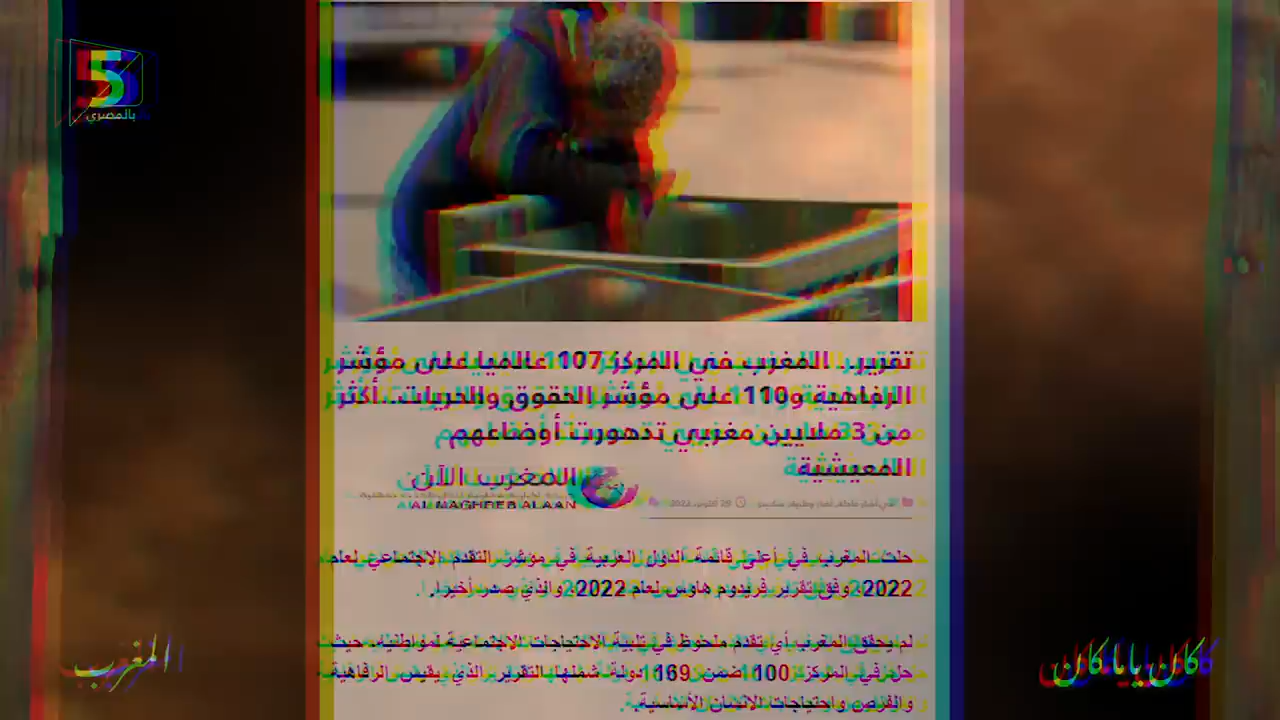 5
بالمصري
تقرير.. المغرب في المركز 107 عالميا على مؤشر
الرفاهية و110 على مؤشر الحقوق والحريات..أكثر
من 3 ملايين مغربي تدهورت أوضاعهم
المعيشية
المغرب الآن
AL MAGHREB ALAAN
حلت المغرب في أعلى قائمة الدول العربية في مؤشر التقدم الاجتماعي لعام
2022 وفق تقرير فريدوم هاوس لعام 2022 والذي صدر أخيرا.
لم يحقق المغرب أي تقدم ملحوظ في تلبية الاحتياجات الاجتماعية لمواطنيه، حيث
حل في المركز 100 ضمن 169 دولة شملها التقرير الذي يقيس الرفاهية
والفرص واحتياجات الانسان الأساسية.
المغرب
كان ياما كان